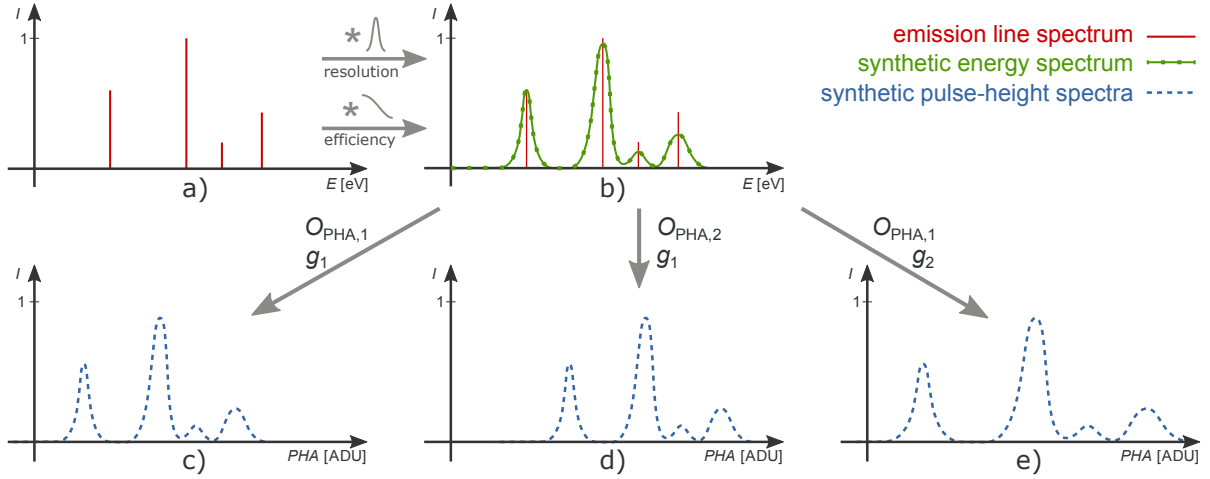 I
1
E [eV]
a)
*
resolution
*
efficiency
I
1
E [eV]
b)
emission line spectrum
synthetic energy spectrum
synthetic pulse-height spectra
O_PHA,1
g_1
O_PHA,2
g_1
O_PHA,1
g_2
I
1
PHA [ADU]
c)
I
1
PHA [ADU]
d)
I
1
PHA [ADU]
e)